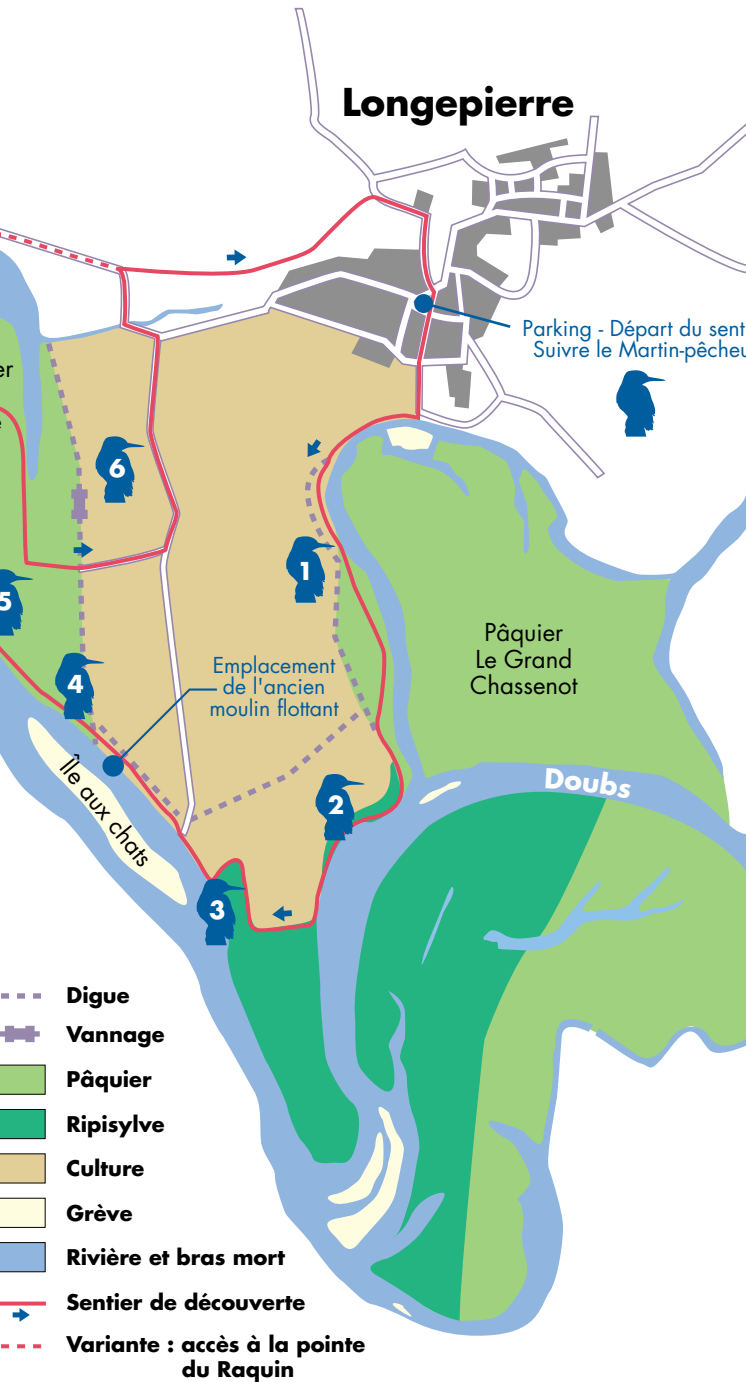 Longepierre
Parking - Départ du sent
Suivre le Martin-pêcheu
er
e
6
1
5
Pâquier
Le Grand
Chassenot
4
Emplacement
de l'ancien
moulin flottant
Île aux chats
Doubs
2
3
Digue
Vannage
Pâquier
Ripisylve
Culture
Grève
Rivière et bras mort
Sentier de découverte
Variante : accès à la pointe
du Raquin